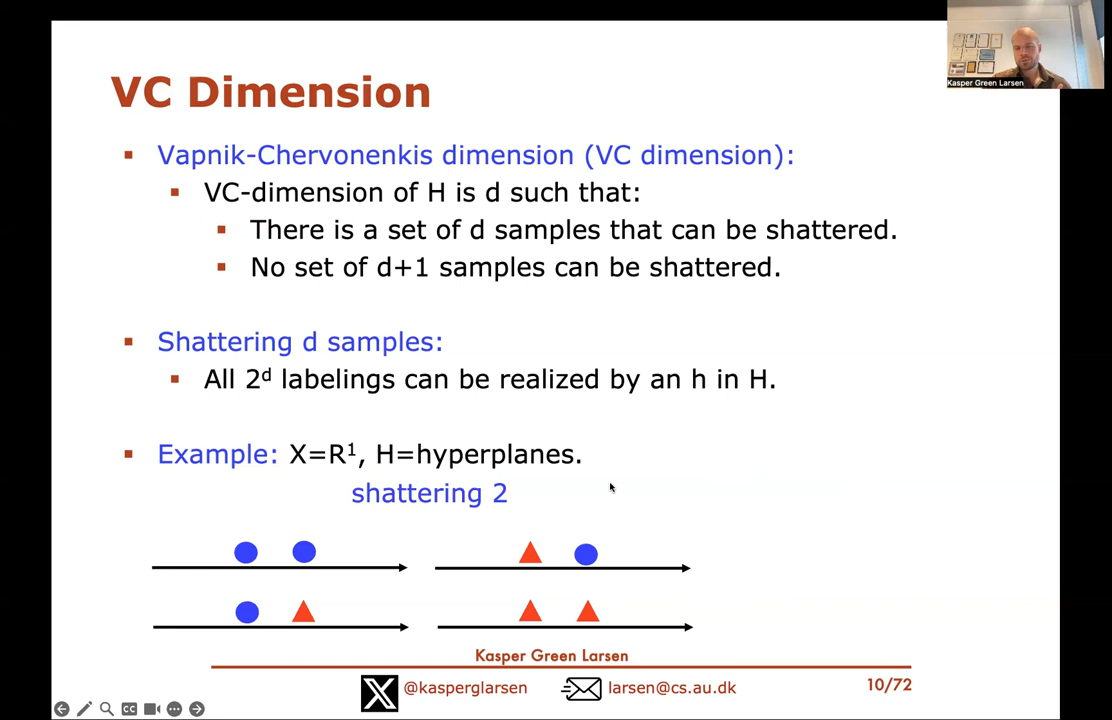 Kasper Green Larsen
VC Dimension
Vapnik-Chervonenkis dimension (VC dimension):
VC-dimension of H is d such that:
There is a set of d samples that can be shattered.
No set of d+1 samples can be shattered.
Shattering d samples:
All 2ᵈ labelings can be realized by an h in H.
Example: X=R¹, H=hyperplanes.
shattering 2
Kasper Green Larsen
@kasperglarsen larsen@cs.au.dk 10/72
CC